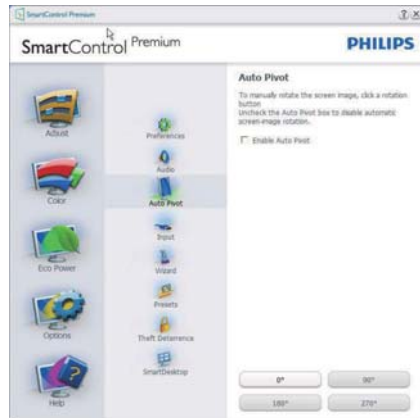 SmartControl Premium
SmartControl Premium
PHILIPS
Adjust
Color
Eco Power
Options
Help
Preferences
Audio
Auto Pivot
Input
Wizard
Presets
Theft Deterrence
SmartDesktop
Auto Pivot
To manually rotate the screen image, click a rotation
button
Uncheck the Auto Pivot box to disable automatic
screen-image rotation.
Enable Auto Pivot
0°
90°
180°
270°